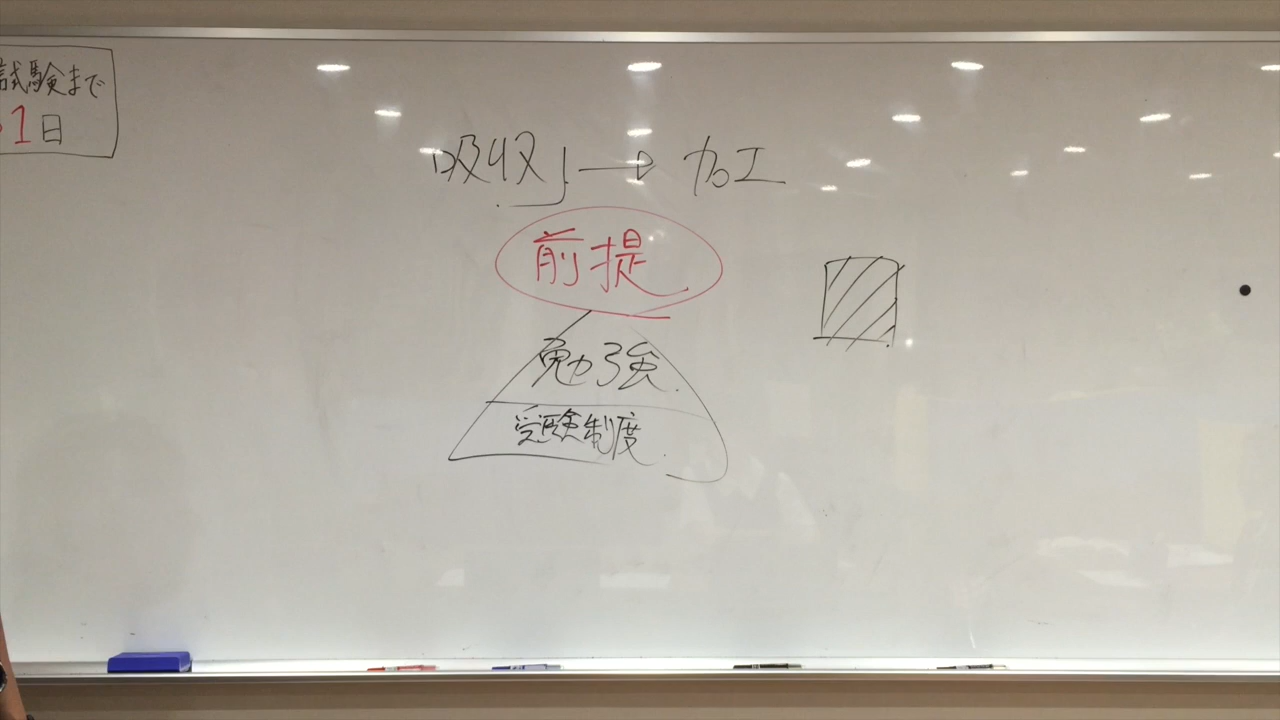 試験まで
1日
吸収 → 加工
前提
勉強
受験制度